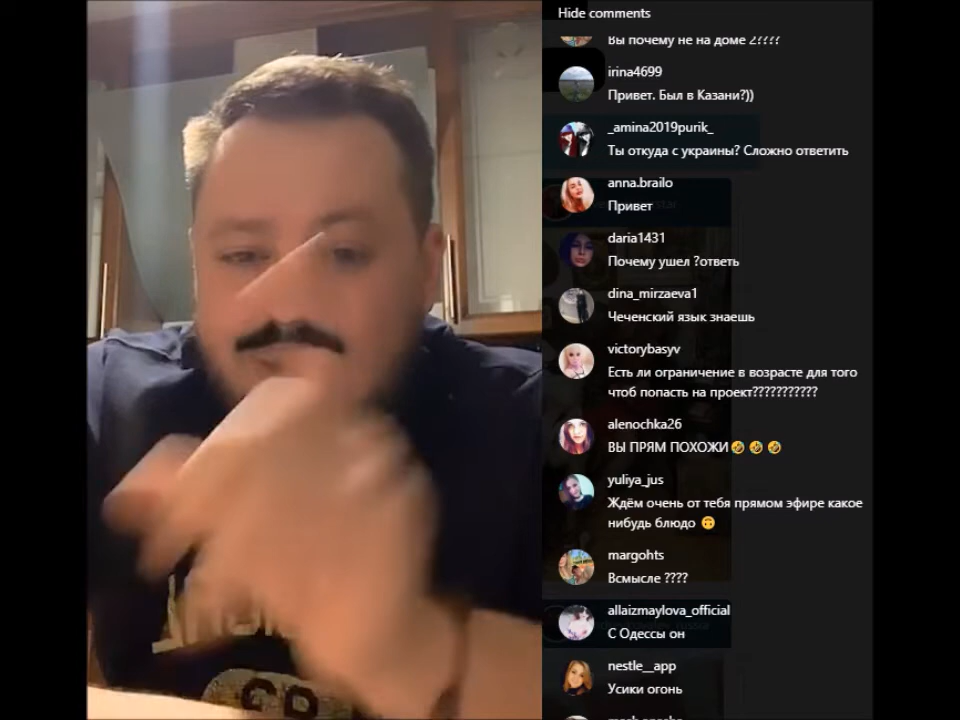 Hide comments
Вы почему не на доме 2????
irina4699
Привет. Был в Казани?))
_amina2019purik_
Ты откуда с украины? Сложно ответить
anna.brailo
Привет
daria1431
Почему ушел ?ответь
dina_mirzaeva1
Чеченский язык знаешь
victorybasyv
Есть ли ограничение в возрасте для того
чтоб попасть на проект???????????
alenochka26
ВЫ ПРЯМ ПОХОЖИ🤣 🤣 🤣
yuliya_jus
Ждём очень от тебя прямом эфире какое
нибудь блюдо 🙃
margohts
Всмысле ????
allaizmaylova_official
С Одессы он
nestle__app
Усики огонь